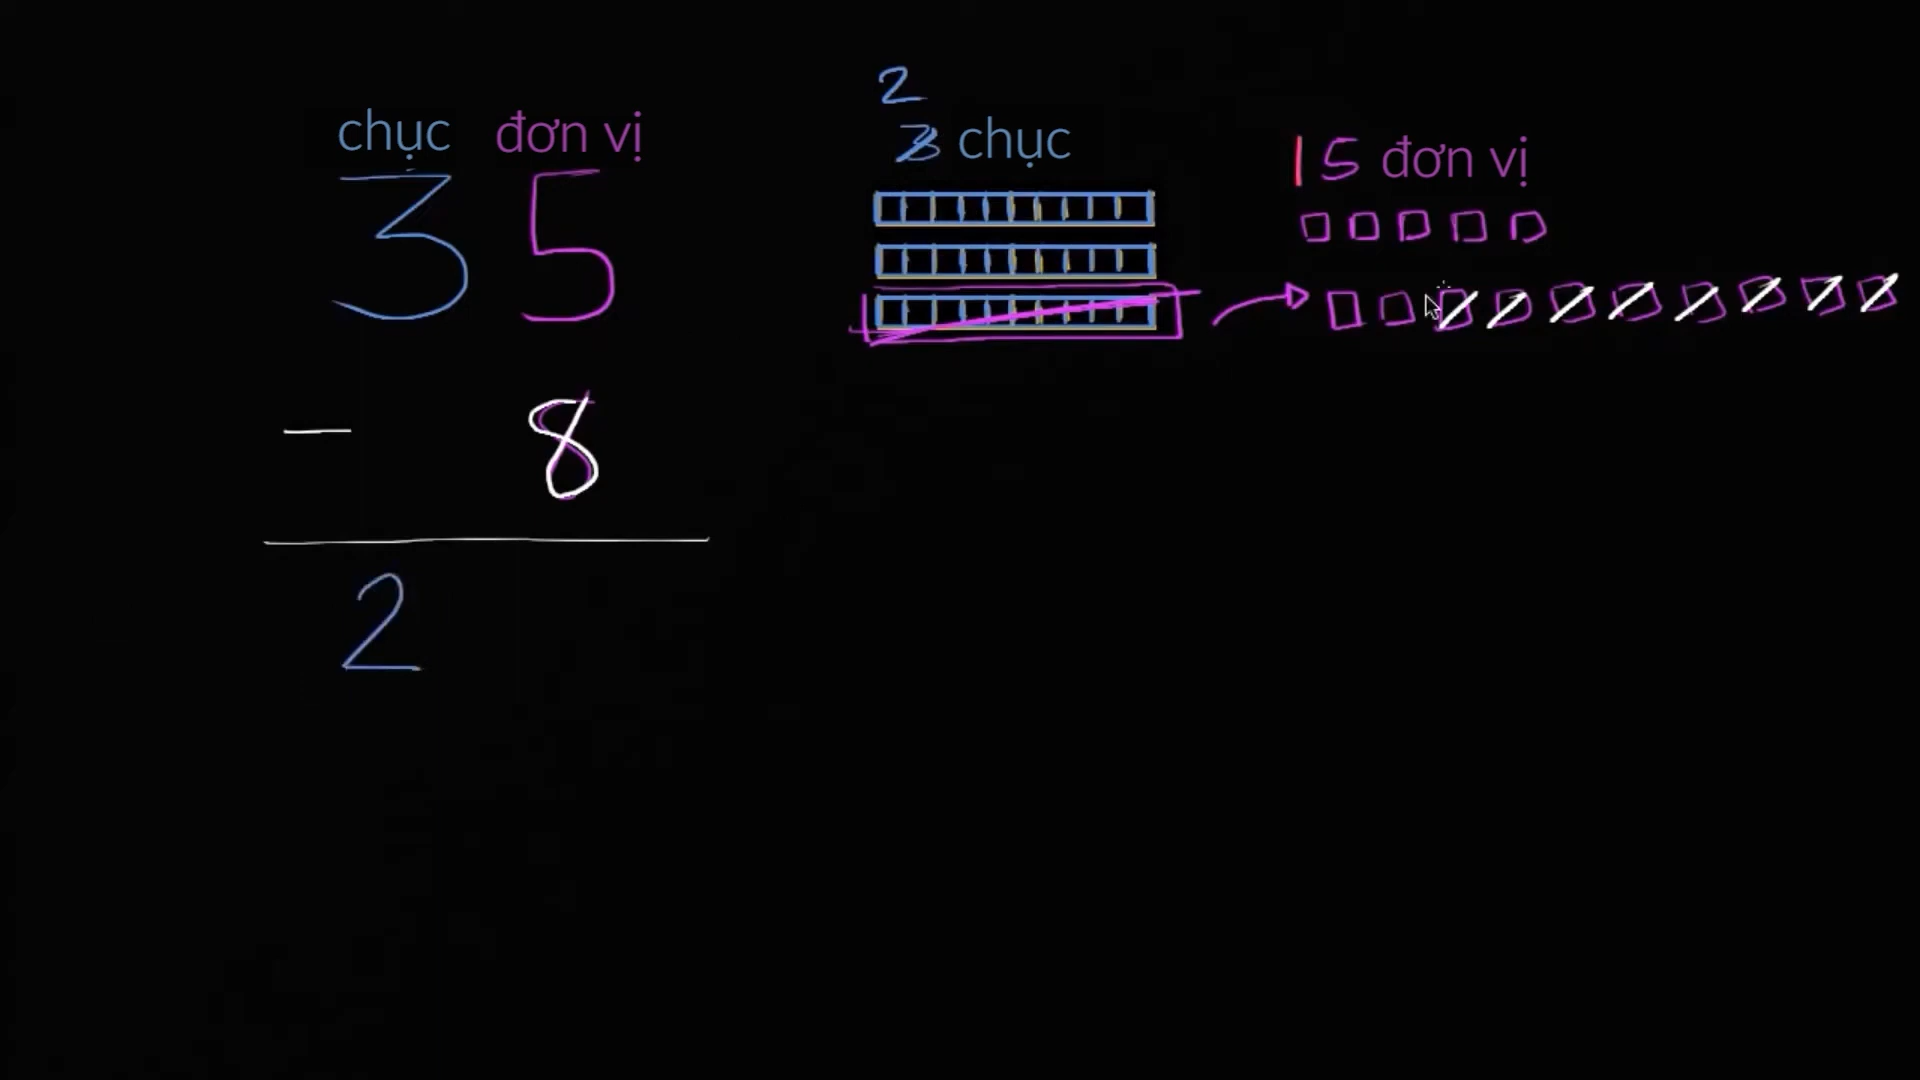 chục đơn vị
35
- 8
2
2
3 chục
15 đơn vị